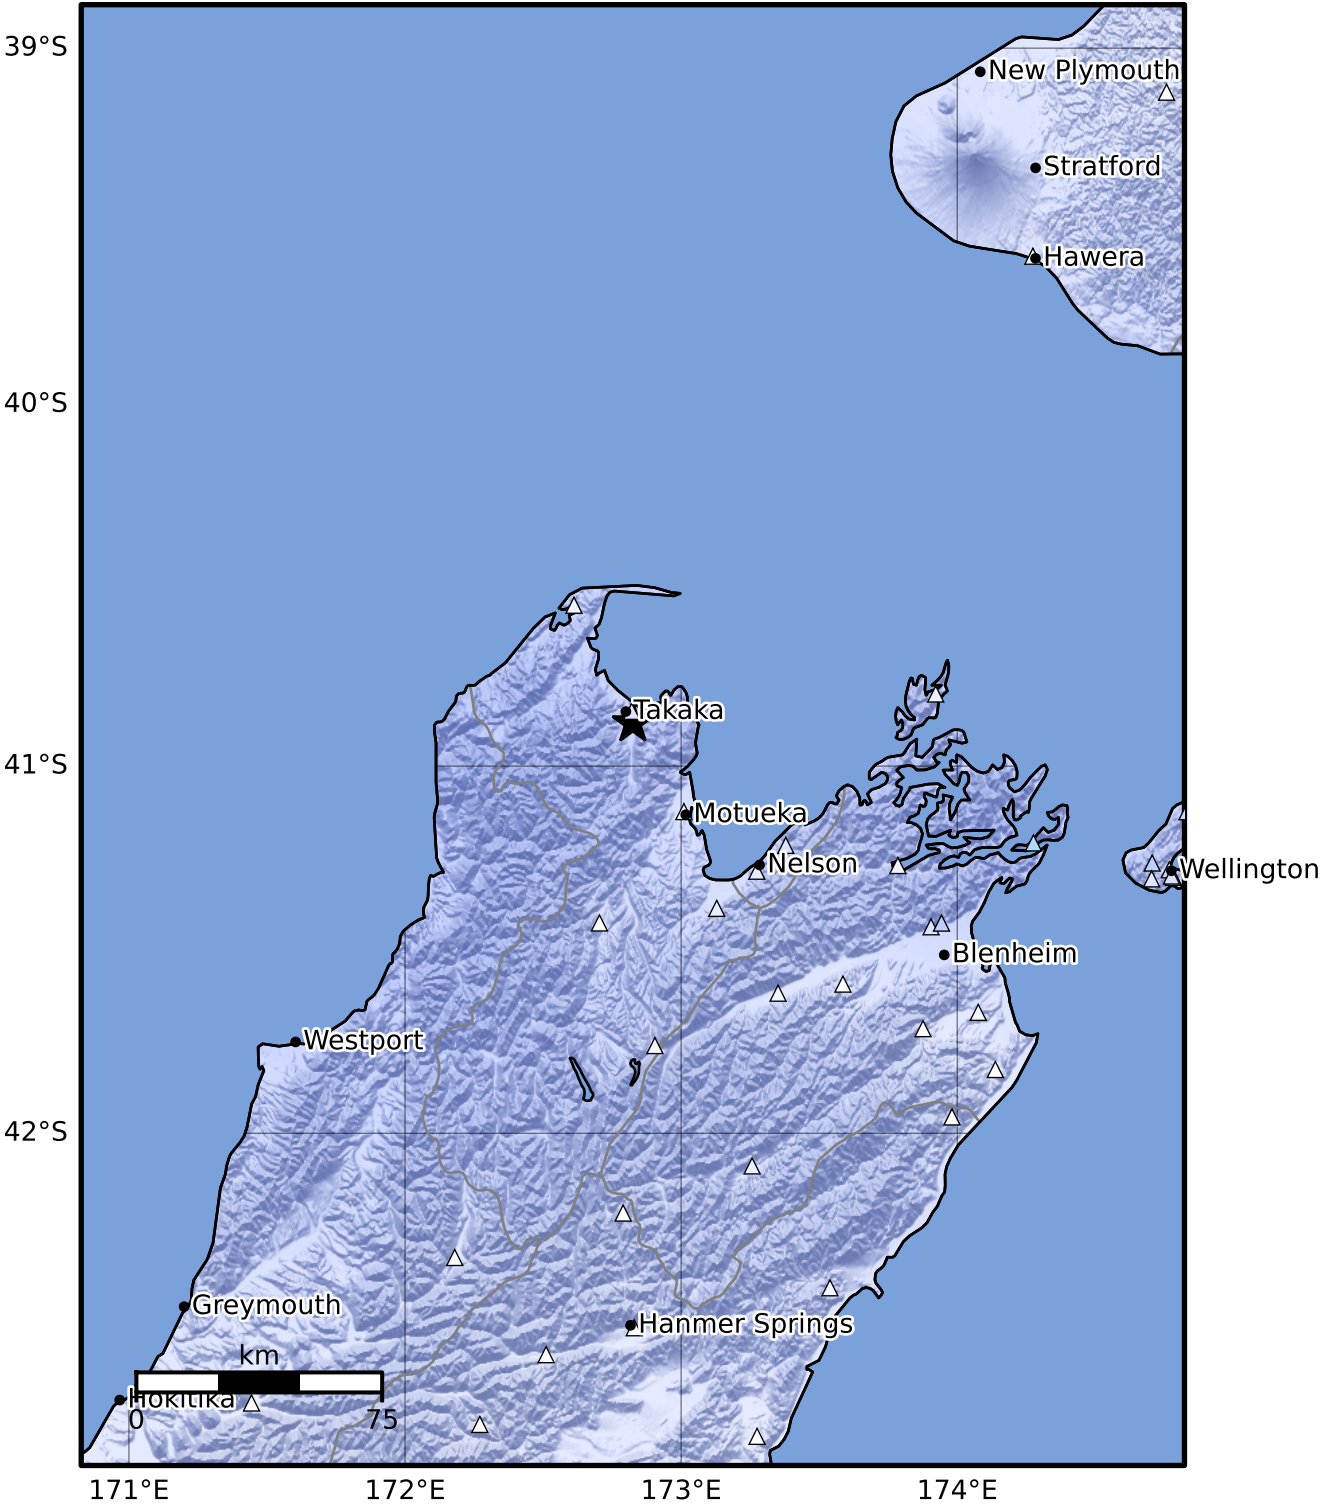 39°S
New Plymouth
Stratford
Hawera
40°S
Takaka
41°S
Motueka
Nelson
Wellington
Blenheim
Westport
42°S
Greymouth
Hanmer Springs
km
Hokitika
0 75
171°E 172°E 173°E 174°E